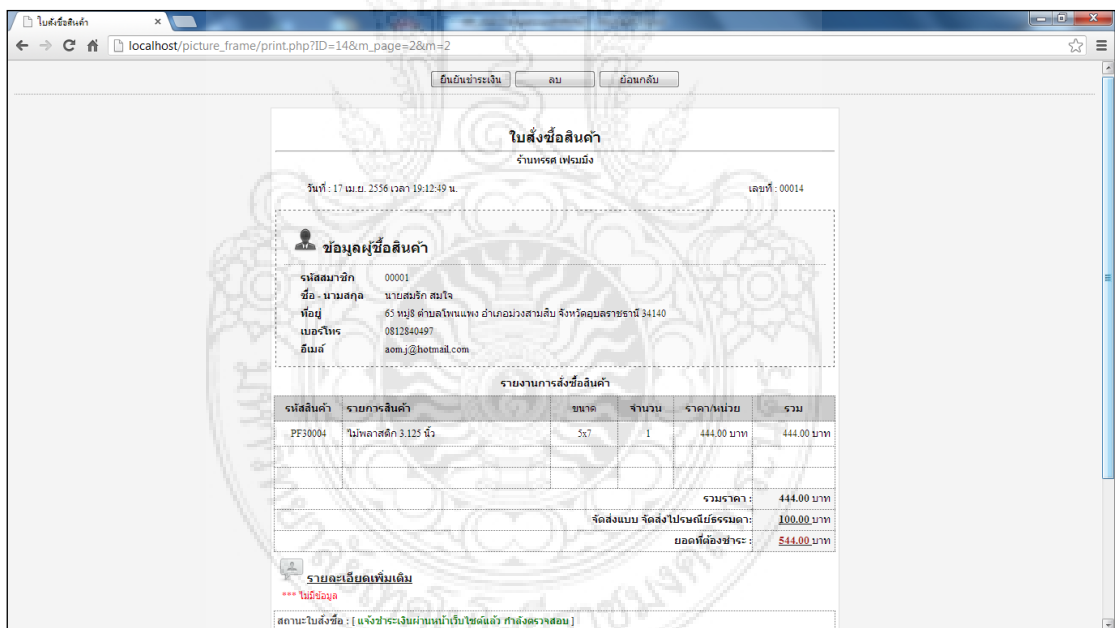 ใบสั่งซื้อสินค้า
localhost/picture_frame/print.php?ID=14&m_page=2&m=2
ยืนยันชำระเงิน ลบ ย้อนกลับ
ใบสั่งซื้อสินค้า
ร้านทรรศ เฟรมมิ่ง
วันที่ : 17 เม.ย. 2556 เวลา 19:12:49 น. เลขที่ : 00014
ข้อมูลผู้ซื้อสินค้า
รหัสสมาชิก 00001
ชื่อ - นามสกุล นายสมรัก สมใจ
ที่อยู่ 65 หมู่8 ตำบลโพนแพง อำเภอม่วงสามสิบ จังหวัดอุบลราชธานี 34140
เบอร์โทร 0812840497
อีเมล์ aom.j@hotmail.com
รายงานการสั่งซื้อสินค้า
รหัสสินค้า รายการสินค้า ขนาด จำนวน ราคา/หน่วย รวม
PF30004 ไม้พลาสติก 3.125 นิ้ว 5x7 1 444.00 บาท 444.00 บาท
รวมราคา : 444.00 บาท
จัดส่งแบบ จัดส่งไปรษณีย์ธรรมดา: 100.00 บาท
ยอดที่ต้องชำระ : 544.00 บาท
รายละเอียดเพิ่มเติม
*** ไม่มีข้อมูล
สถานะใบสั่งซื้อ : [ แจ้งชำระเงินผ่านหน้าเว็บไซต์แล้ว กำลังตรวจสอบ ]